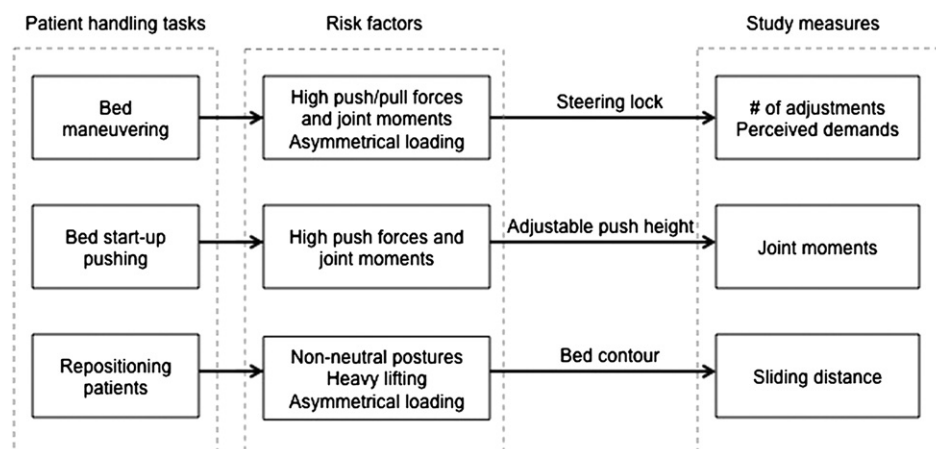 Patient handling tasks
Risk factors
Study measures
Bed
maneuvering
High push/pull forces
and joint moments
Asymmetrical loading
Steering lock
# of adjustments
Perceived demands
Bed start-up
pushing
High push forces and
joint moments
Adjustable push height
Joint moments
Repositioning
patients
Non-neutral postures
Heavy lifting
Asymmetrical loading
Bed contour
Sliding distance